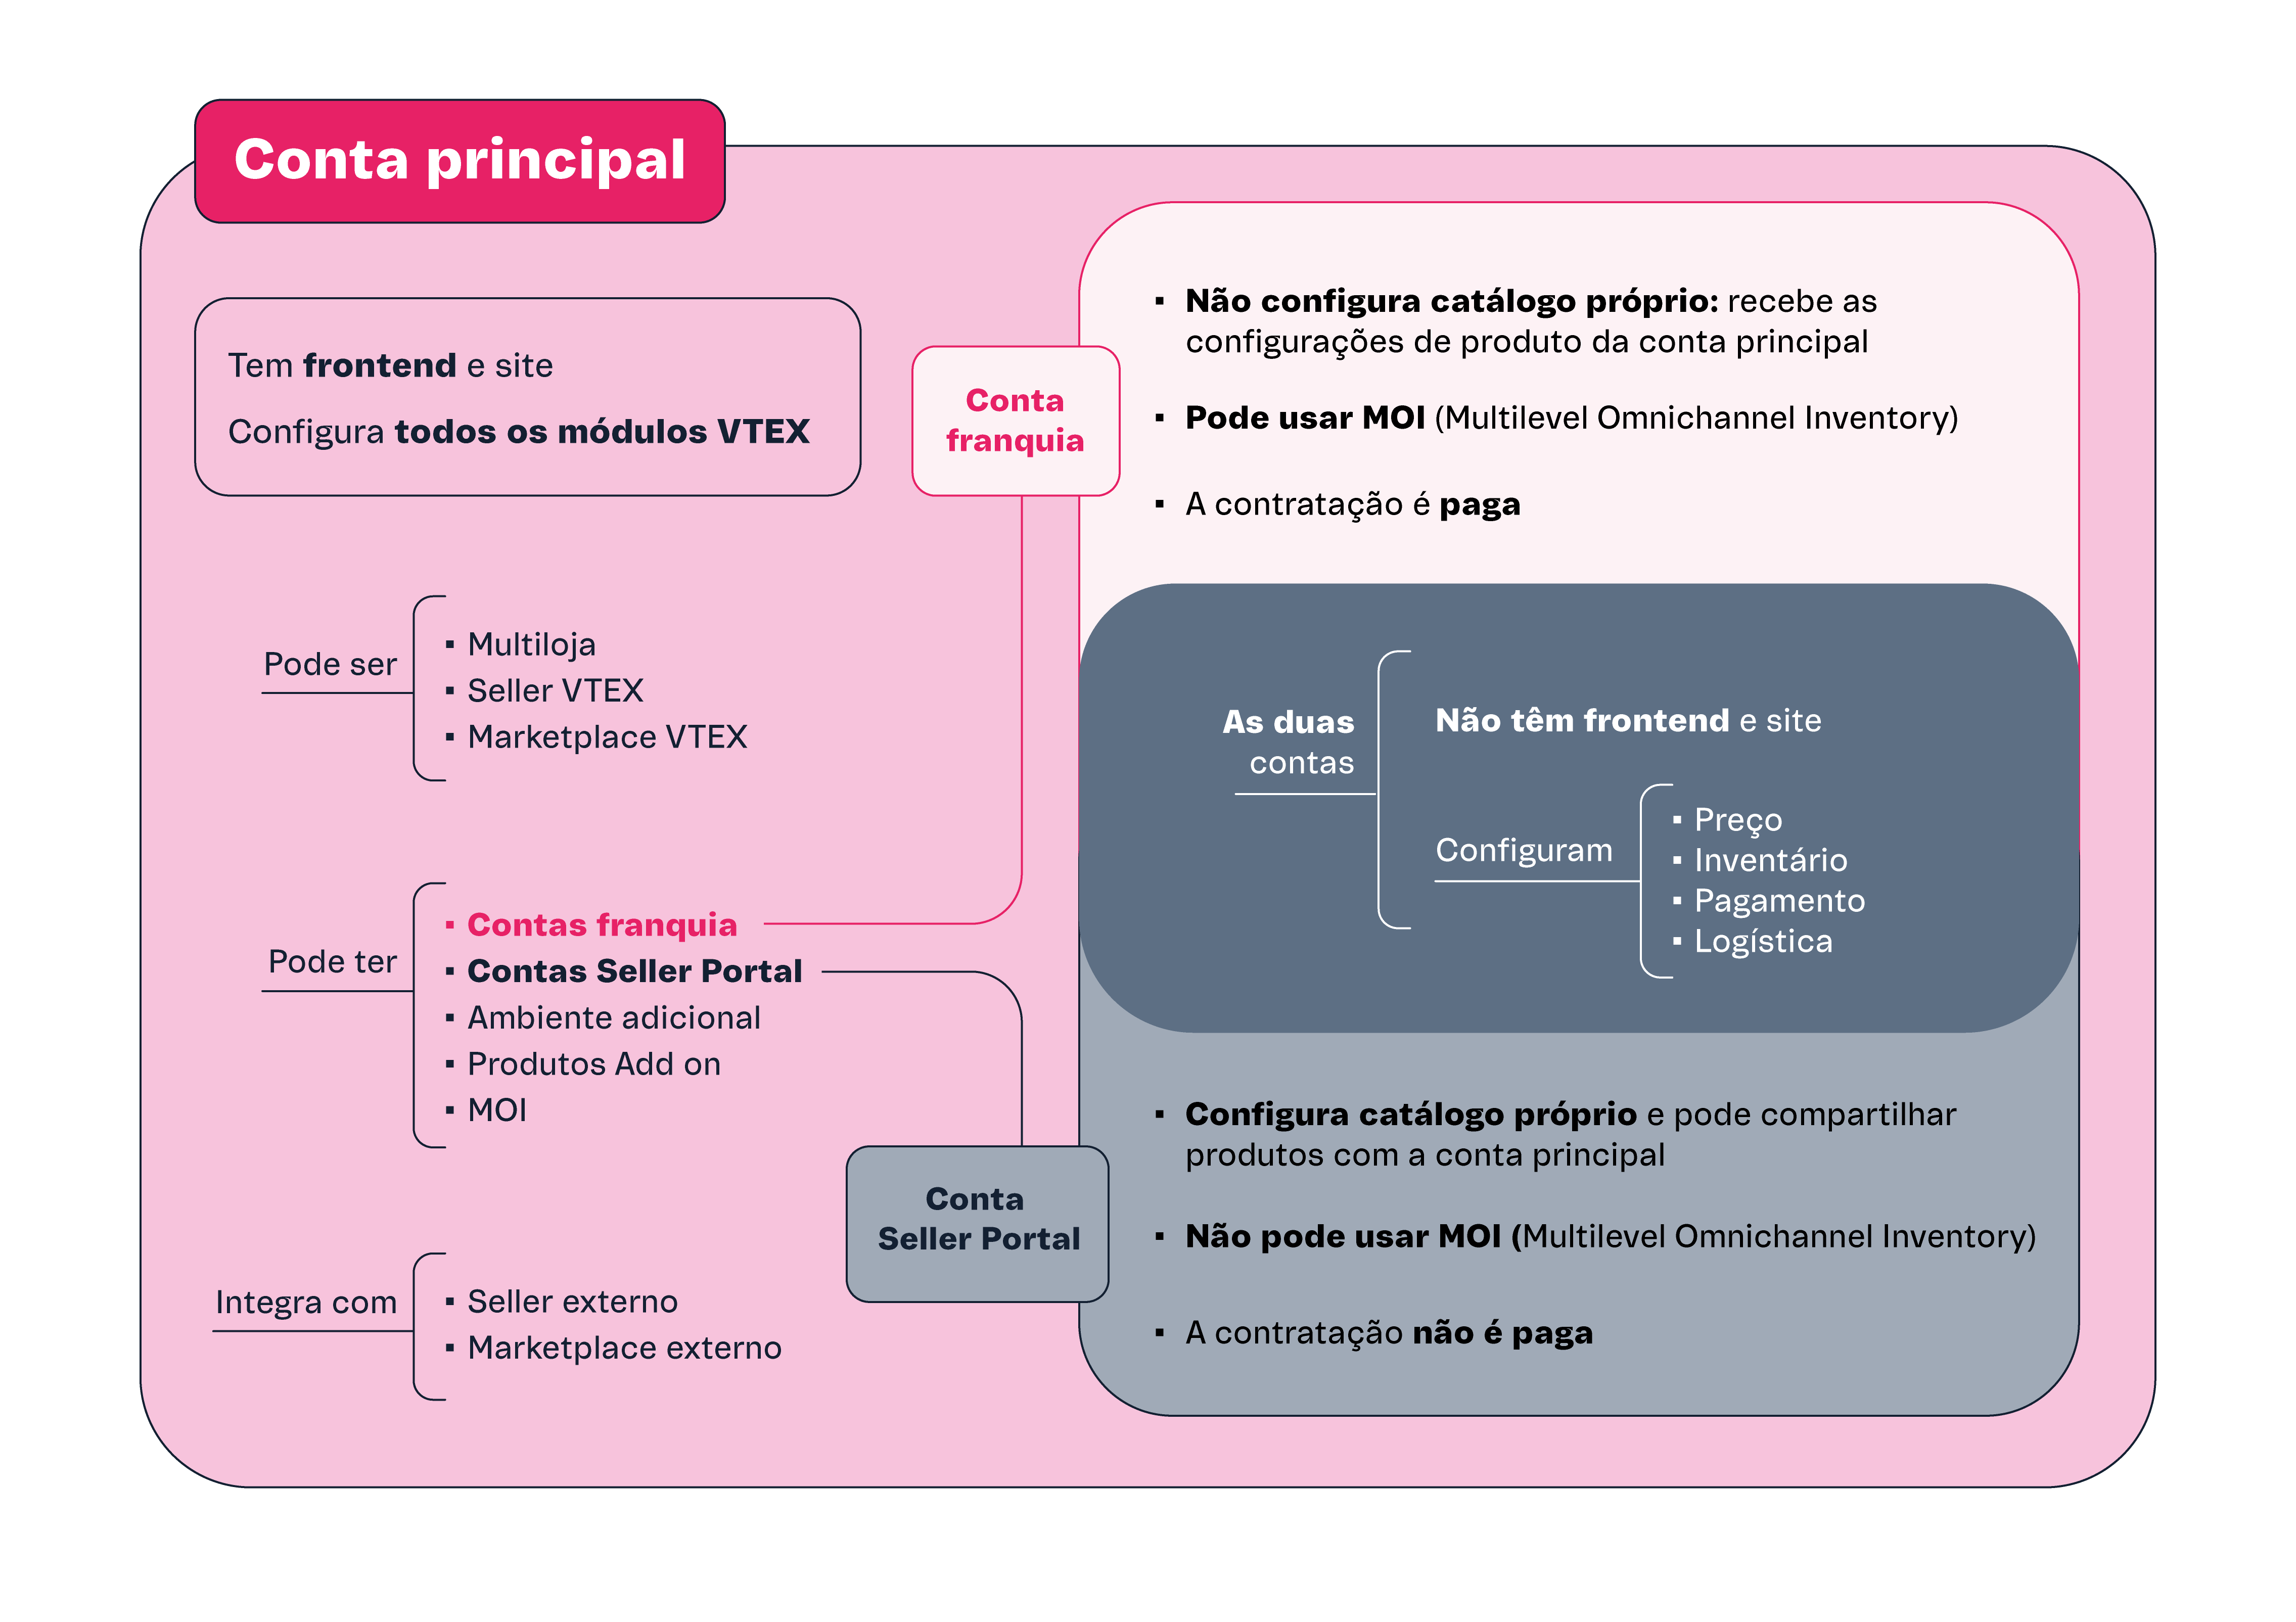 Conta principal
Tem frontend e site
Configura todos os módulos VTEX
Pode ser
▪ Multiloja
▪ Seller VTEX
▪ Marketplace VTEX
Pode ter
▪ Contas franquia
▪ Contas Seller Portal
▪ Ambiente adicional
▪ Produtos Add on
▪ MOI
Integra com
▪ Seller externo
▪ Marketplace externo
Conta
franquia
▪ Não configura catálogo próprio: recebe as
configurações de produto da conta principal
▪ Pode usar MOI (Multilevel Omnichannel Inventory)
▪ A contratação é paga
As duas
contas
Não têm frontend e site
Configuram
▪ Preço
▪ Inventário
▪ Pagamento
▪ Logística
Conta
Seller Portal
▪ Configura catálogo próprio e pode compartilhar
produtos com a conta principal
▪ Não pode usar MOI (Multilevel Omnichannel Inventory)
▪ A contratação não é paga